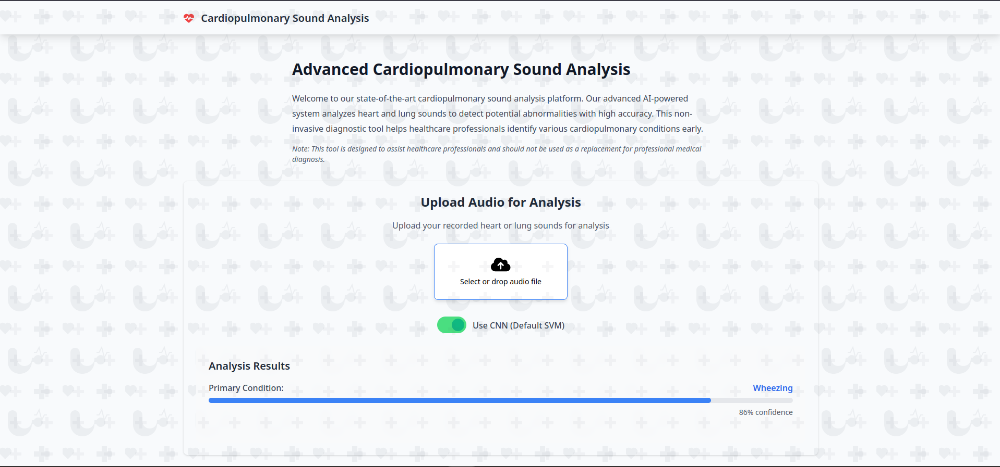 Cardiopulmonary Sound Analysis
Advanced Cardiopulmonary Sound Analysis
Welcome to our state-of-the-art cardiopulmonary sound analysis platform. Our advanced AI-powered
system analyzes heart and lung sounds to detect potential abnormalities with high accuracy. This non-
invasive diagnostic tool helps healthcare professionals identify various cardiopulmonary conditions early.
Note: This tool is designed to assist healthcare professionals and should not be used as a replacement for professional medical
diagnosis.
Upload Audio for Analysis
Upload your recorded heart or lung sounds for analysis
Select or drop audio file
Use CNN (Default SVM)
Analysis Results
Primary Condition: Wheezing
86% confidence